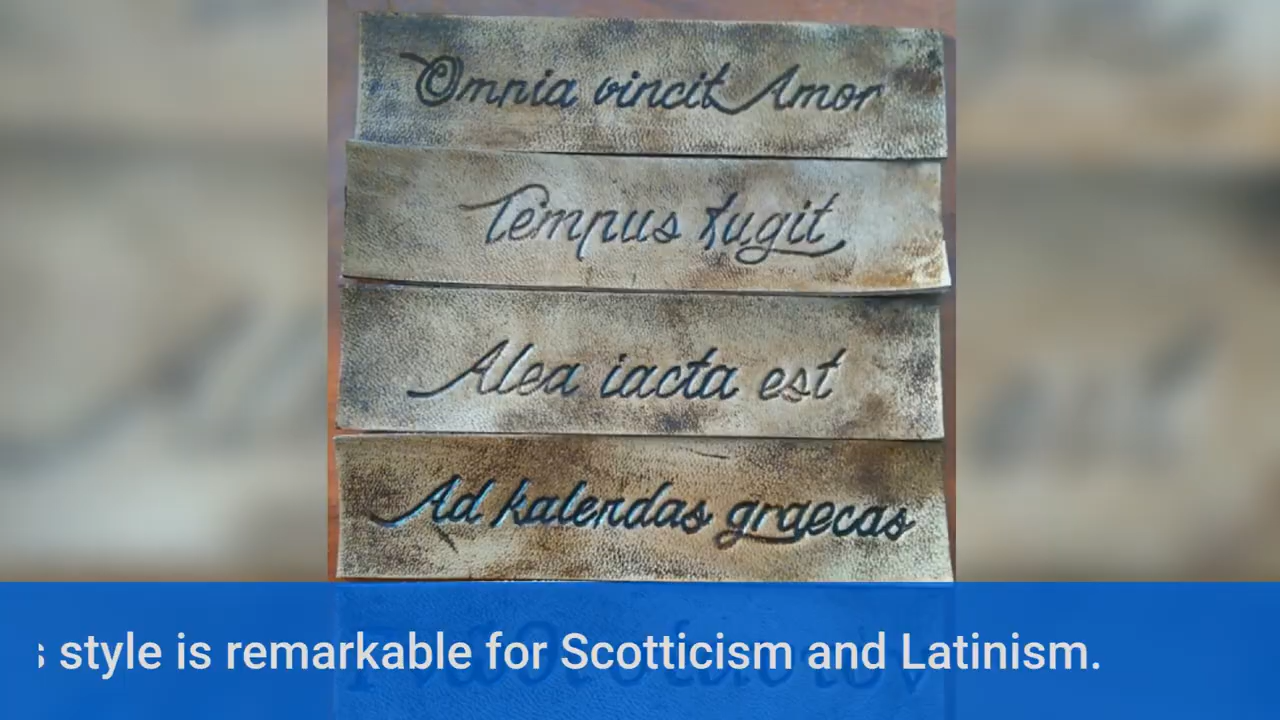 Omnia vincit Amor
Tempus fugit
Alea iacta est
Ad kalendas graecas
style is remarkable for Scotticism and Latinism.